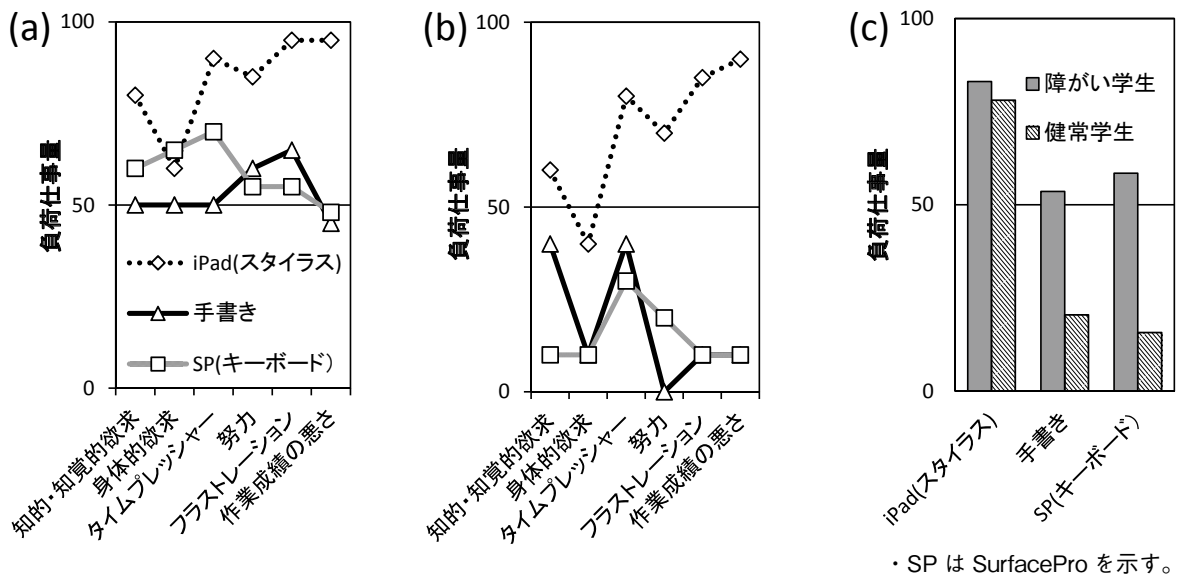 (a)
100
50
0
負荷仕事量
iPad(スタイラス)
手書き
SP(キーボード)
知的・知覚的欲求
身体的欲求
タイムプレッシャー
努力
フラストレーション
作業成績の悪さ
(b)
100
50
0
負荷仕事量
知的・知覚的欲求
身体的欲求
タイムプレッシャー
努力
フラストレーション
作業成績の悪さ
(c)
100
50
0
負荷仕事量
障がい学生
健常学生
iPad(スタイラス)
手書き
SP(キーボード)
・SP は SurfacePro を示す。